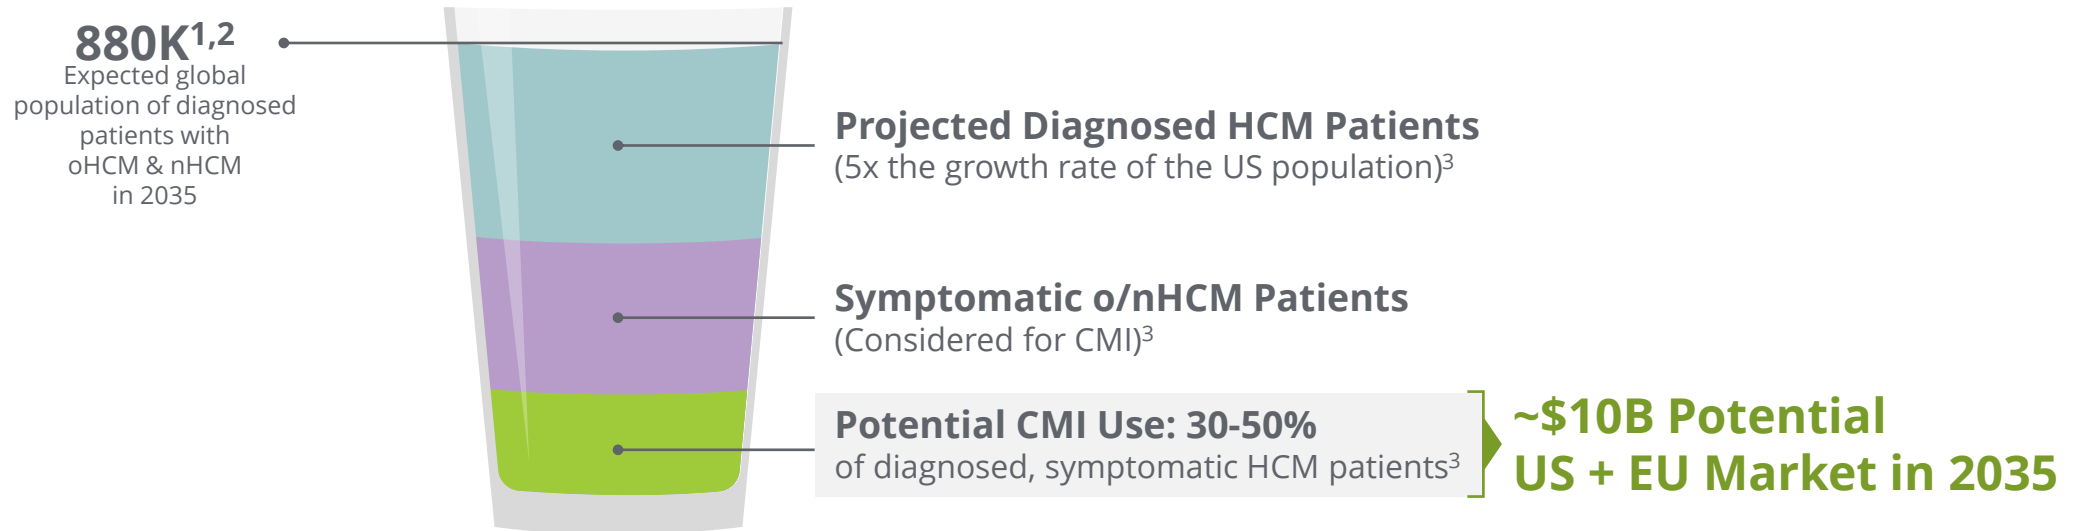 880K1,2
Expected global
population of diagnosed
patients with
oHCM & nHCM
in 2035
Projected Diagnosed HCM Patients
(5x the growth rate of the US population)3
Symptomatic o/nHCM Patients
(Considered for CMI)3
Potential CMI Use: 30-50%
of diagnosed, symptomatic HCM patients3
~$10B Potential
US + EU Market in 2035